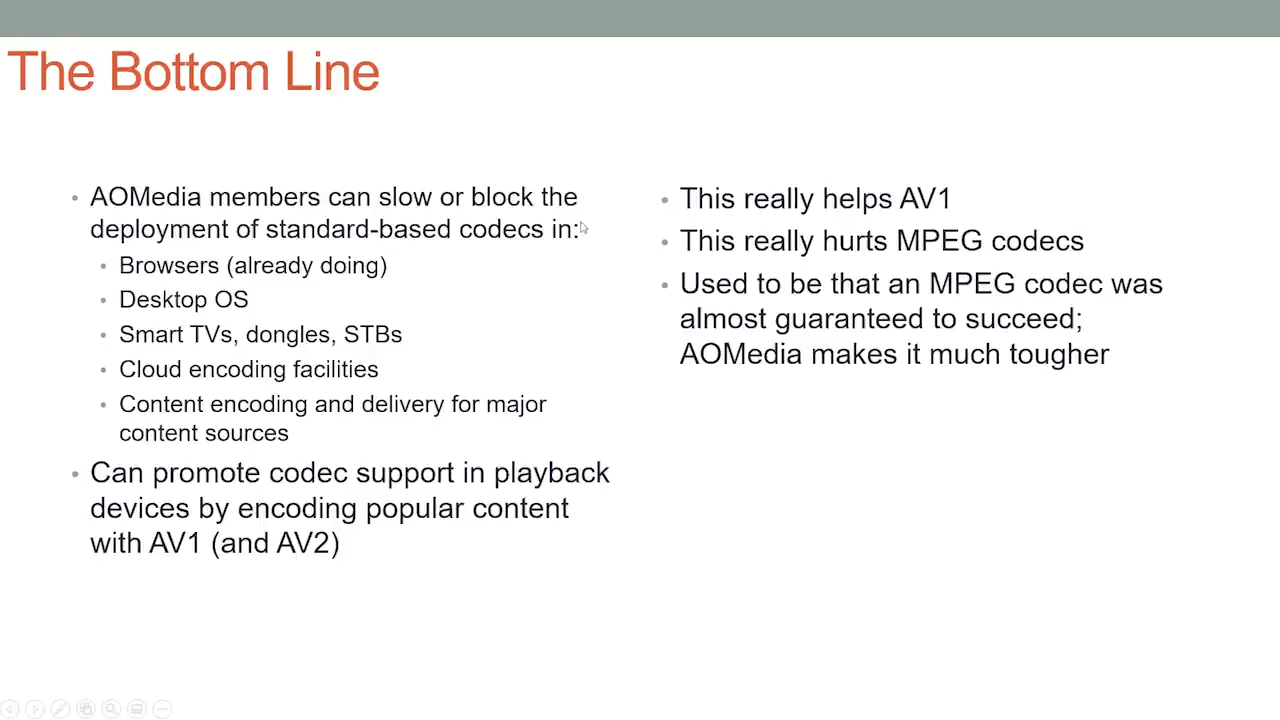 The Bottom Line
• AOMedia members can slow or block the
deployment of standard-based codecs in:
• Browsers (already doing)
• Desktop OS
• Smart TVs, dongles, STBs
• Cloud encoding facilities
• Content encoding and delivery for major
content sources
• Can promote codec support in playback
devices by encoding popular content
with AV1 (and AV2)
• This really helps AV1
• This really hurts MPEG codecs
• Used to be that an MPEG codec was
almost guaranteed to succeed;
AOMedia makes it much tougher